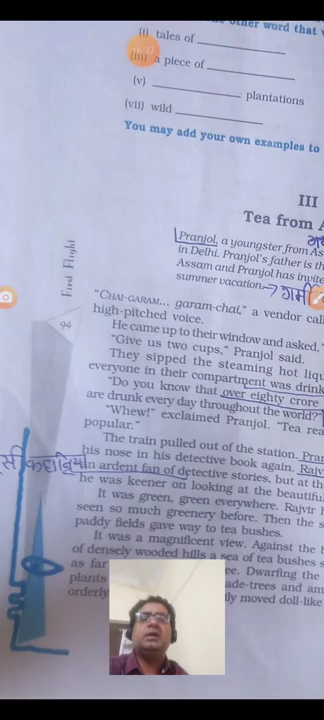 other word that
(i) tales of
16:37
(iii) a piece of
(v) plantations
(vii) wild
You may add your own examples to
III
Tea from
Pranjol, a youngster from As
in Delhi. Pranjol's father is th
Assam and Pranjol has invite
summer vacation. गर्मी
First Flight
94
"CHAI-GARAM... garam-chai," a vendor call
high-pitched voice.
He came up to their window and asked,
"Give us two cups," Pranjol said.
They sipped the steaming hot liqu
everyone in their compartment was drink
"Do you know that over eighty crore
are drunk every day throughout the world?
"Whew!" exclaimed Pranjol. "Tea rea
popular."
The train pulled out of the station. Pran
his nose in his detective book again. Rajv
an ardent fan of detective stories, but at th
he was keener on looking at the beautifu
It was green, green everywhere. Rajvir
seen so much greenery before. Then the s
paddy fields gave way to tea bushes.
It was a magnificent view. Against the
of densely wooded hills a sea of tea bushes s
as far ee. Dwarfing the
plants ade-trees and am
orderly ly moved doll-like